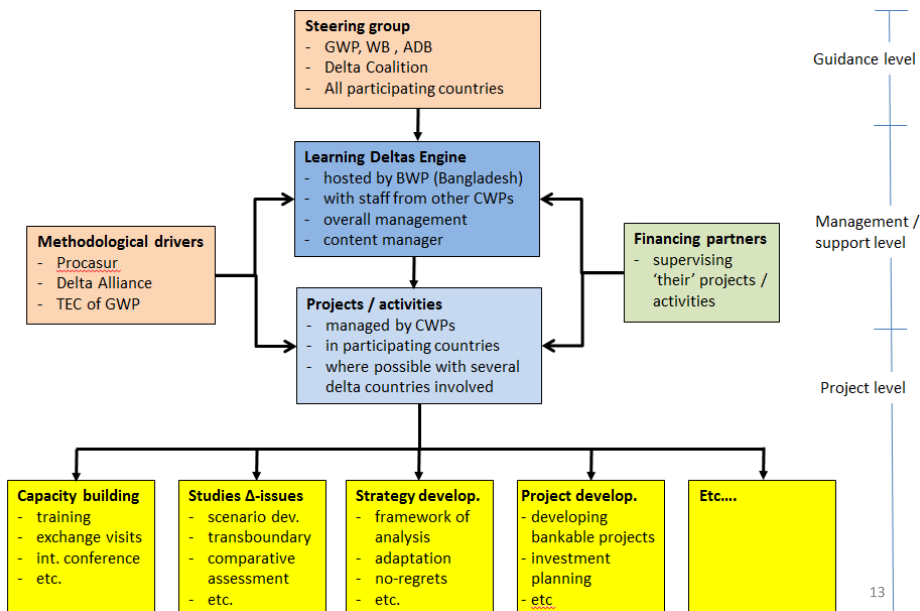 Steering group
- GWP, WB , ADB
- Delta Coalition
- All participating countries
Guidance level
Learning Deltas Engine
- hosted by BWP (Bangladesh)
- with staff from other CWPs
- overall management
- content manager
Methodological drivers
- Procasur
- Delta Alliance
- TEC of GWP
Financing partners
- supervising
‘their’ projects /
activities
Management /
support level
Projects / activities
- managed by CWPs
- in participating countries
- where possible with several
delta countries involved
Project level
Capacity building
- training
- exchange visits
- int. conference
- etc.
Studies Δ-issues
- scenario dev.
- transboundary
- comparative
assessment
- etc.
Strategy develop.
- framework of
analysis
- adaptation
- no-regrets
- etc.
Project develop.
- developing
bankable projects
- investment
planning
- etc
Etc....
13